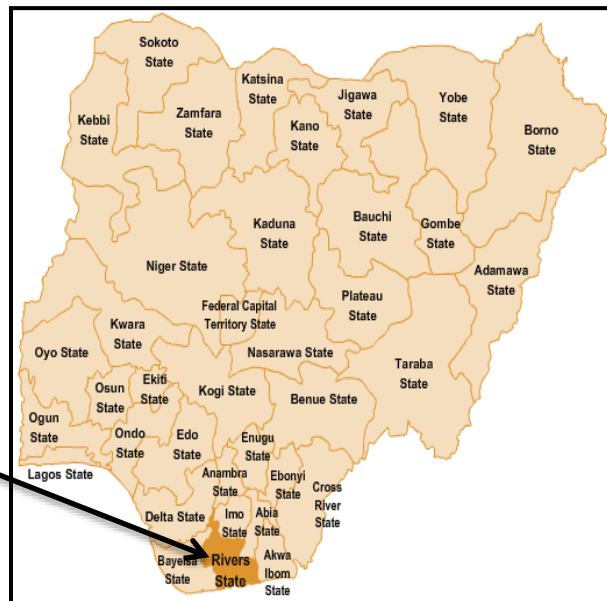 Sokoto
State
Katsina
State
Jigawa
State
Yobe
State
Kebbi
State
Zamfara
State
Kano
State
Borno
State
Kaduna
State
Bauchi
State
Gombe
State
Niger State
Adamawa
State
Plateau
State
Federal Capital
Territory State
Kwara
State
Oyo State
Nasarawa State
Taraba
State
Osun
State
Ekiti
State
Kogi State
Benue State
Ogun
State
Ondo
State
Edo
State
Enugu
State
Lagos State
Anambra
State
Ebonyi
State
Cross
River
State
Delta State
Imo
State
Abia
State
Bayelsa
State
Rivers
State
Akwa
Ibom
State